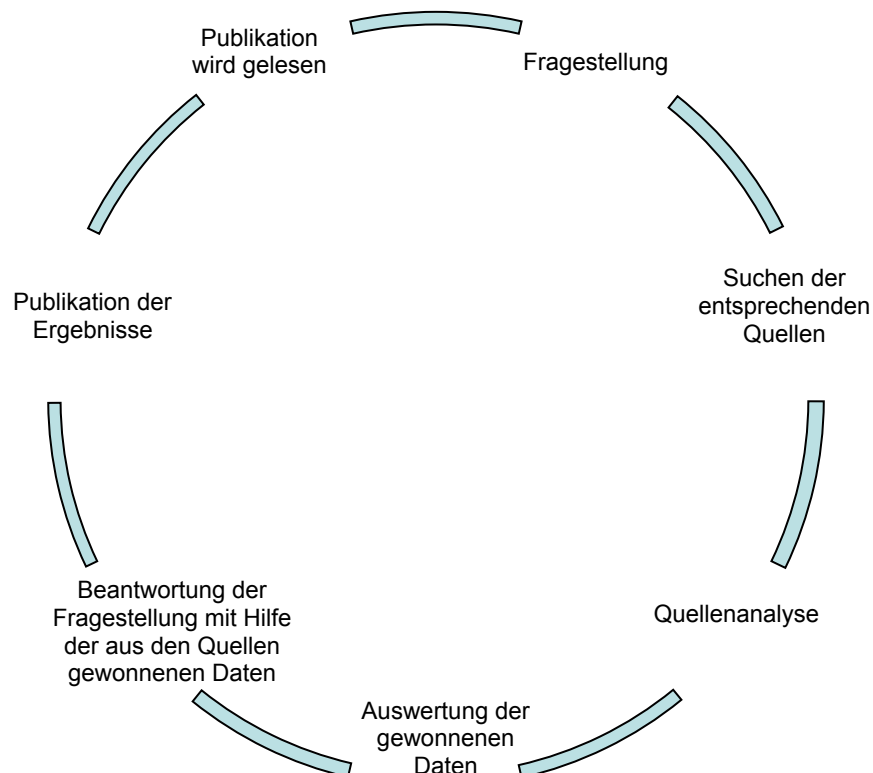 Publikation
wird gelesen
Fragestellung
Suchen der
entsprechenden
Quellen
Quellenanalyse
Auswertung der
gewonnenen
Daten
Beantwortung der
Fragestellung mit Hilfe
der aus den Quellen
gewonnenen Daten
Publikation der
Ergebnisse